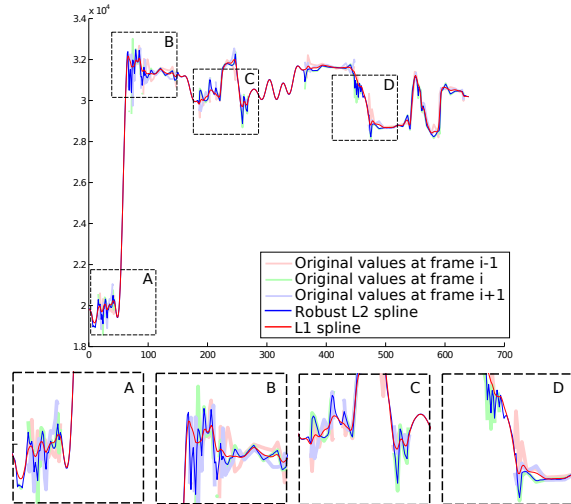 x 10⁴
3.4
3.2
3.0
2.8
2.6
2.4
2.2
2.0
1.8
0
100
200
300
400
500
600
700
A
B
C
D
Original values at frame i-1
Original values at frame i
Original values at frame i+1
Robust L2 spline
L1 spline
A
B
C
D